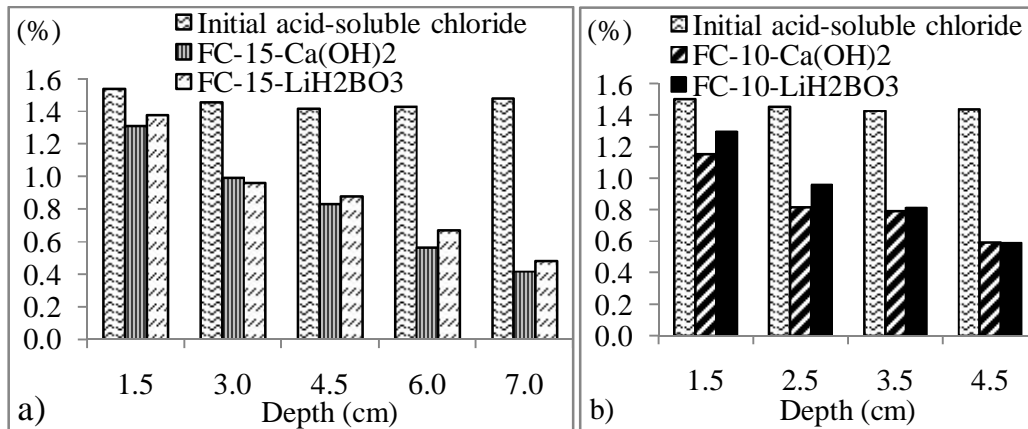 (%)
Initial acid-soluble chloride
FC-15-Ca(OH)2
FC-15-LiH2BO3
1.6
1.4
1.2
1.0
0.8
0.6
0.4
0.2
0.0
1.5 3.0 4.5 6.0 7.0
a) Depth (cm)
(%)
Initial acid-soluble chloride
FC-10-Ca(OH)2
FC-10-LiH2BO3
1.6
1.4
1.2
1.0
0.8
0.6
0.4
0.2
0.0
1.5 2.5 3.5 4.5
b) Depth (cm)